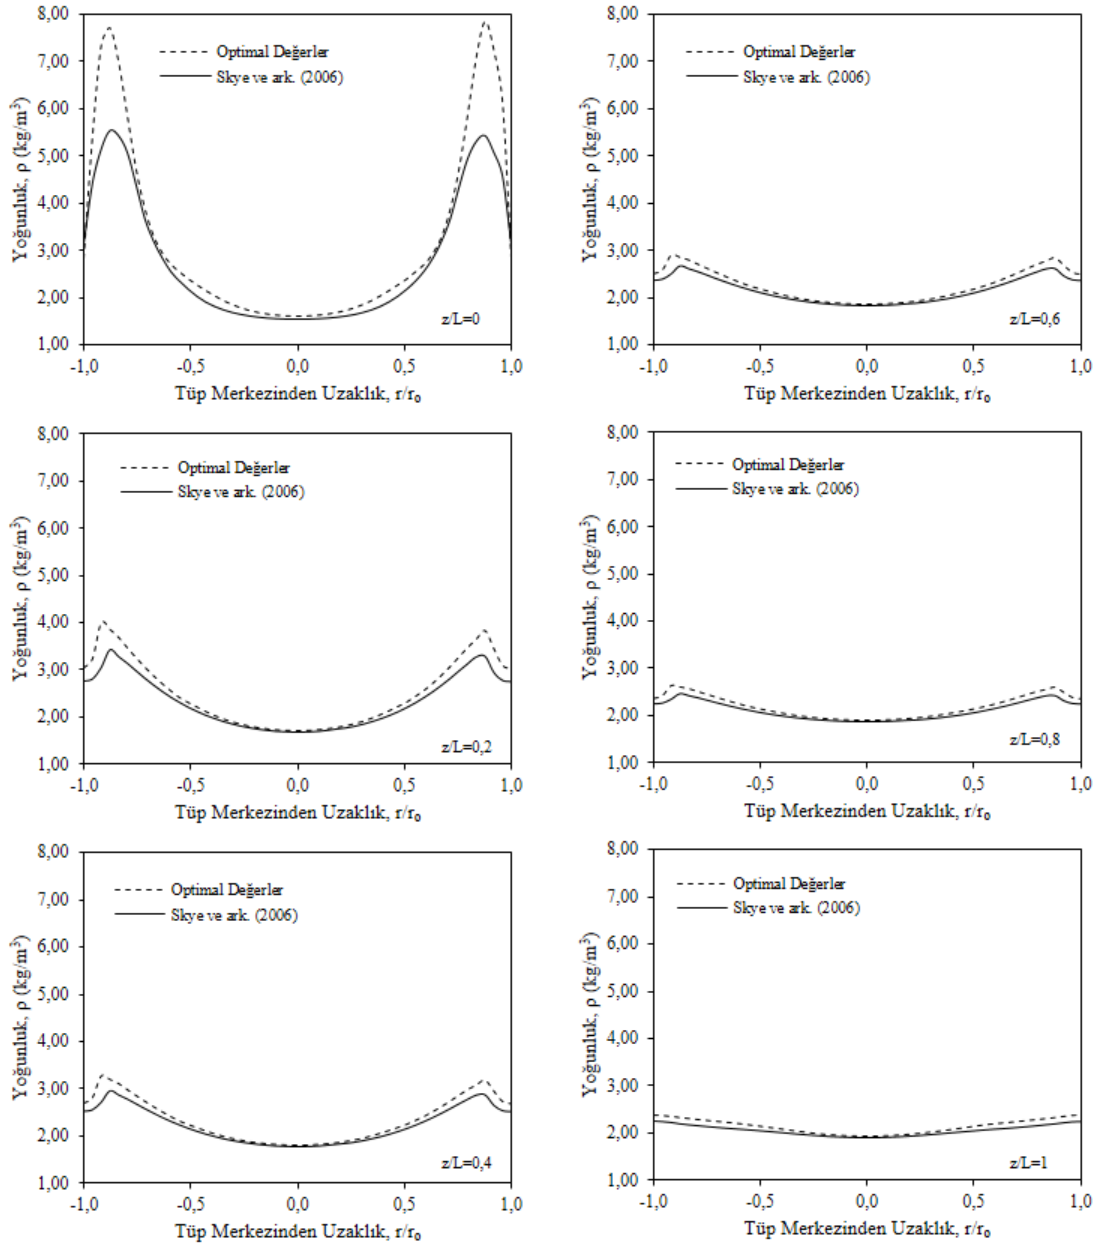 8,00
7,00
6,00
5,00
4,00
3,00
2,00
1,00
Yoğunluk, ρ (kg/m³)
Optimal Değerler
Skye ve ark. (2006)
z/L=0
-1,0 -0,5 0,0 0,5 1,0
Tüp Merkezinden Uzaklık, r/r₀
8,00
7,00
6,00
5,00
4,00
3,00
2,00
1,00
Yoğunluk, ρ (kg/m³)
Optimal Değerler
Skye ve ark. (2006)
z/L=0,6
-1,0 -0,5 0,0 0,5 1,0
Tüp Merkezinden Uzaklık, r/r₀
8,00
7,00
6,00
5,00
4,00
3,00
2,00
1,00
Yoğunluk, ρ (kg/m³)
Optimal Değerler
Skye ve ark. (2006)
z/L=0,2
-1,0 -0,5 0,0 0,5 1,0
Tüp Merkezinden Uzaklık, r/r₀
8,00
7,00
6,00
5,00
4,00
3,00
2,00
1,00
Yoğunluk, ρ (kg/m³)
Optimal Değerler
Skye ve ark. (2006)
z/L=0,8
-1,0 -0,5 0,0 0,5 1,0
Tüp Merkezinden Uzaklık, r/r₀
8,00
7,00
6,00
5,00
4,00
3,00
2,00
1,00
Yoğunluk, ρ (kg/m³)
Optimal Değerler
Skye ve ark. (2006)
z/L=0,4
-1,0 -0,5 0,0 0,5 1,0
Tüp Merkezinden Uzaklık, r/r₀
8,00
7,00
6,00
5,00
4,00
3,00
2,00
1,00
Yoğunluk, ρ (kg/m³)
Optimal Değerler
Skye ve ark. (2006)
z/L=1
-1,0 -0,5 0,0 0,5 1,0
Tüp Merkezinden Uzaklık, r/r₀